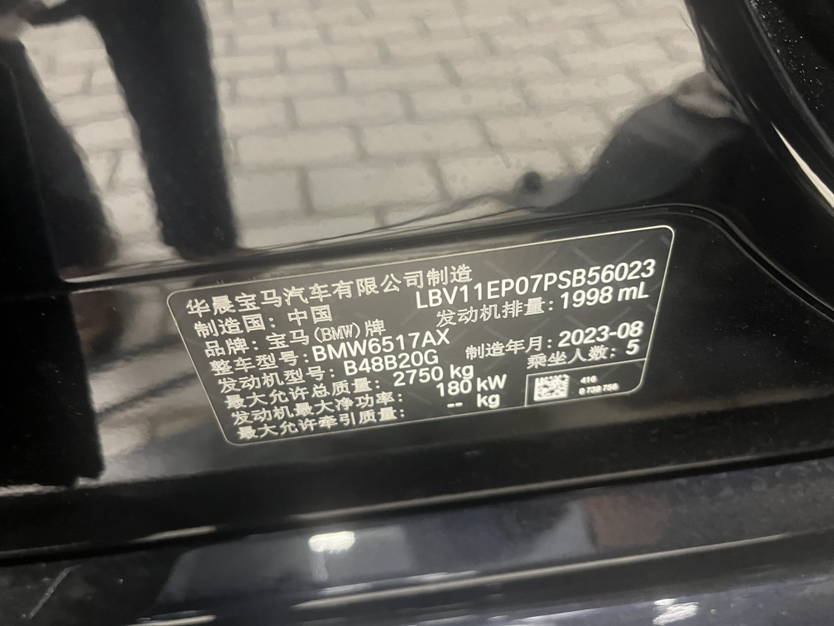 华晨宝马汽车有限公司制造
LBV11EP07PSB56023
制造国：中国
发动机排量：1998 mL
品牌：宝马(BMW)牌
整车型号：BMW6517AX
制造年月：2023-08
发动机型号：B48B20G
乘坐人数：5
最大允许总质量：2750 kg
发动机最大净功率：180 kW
最大允许牵引质量：-- kg
416